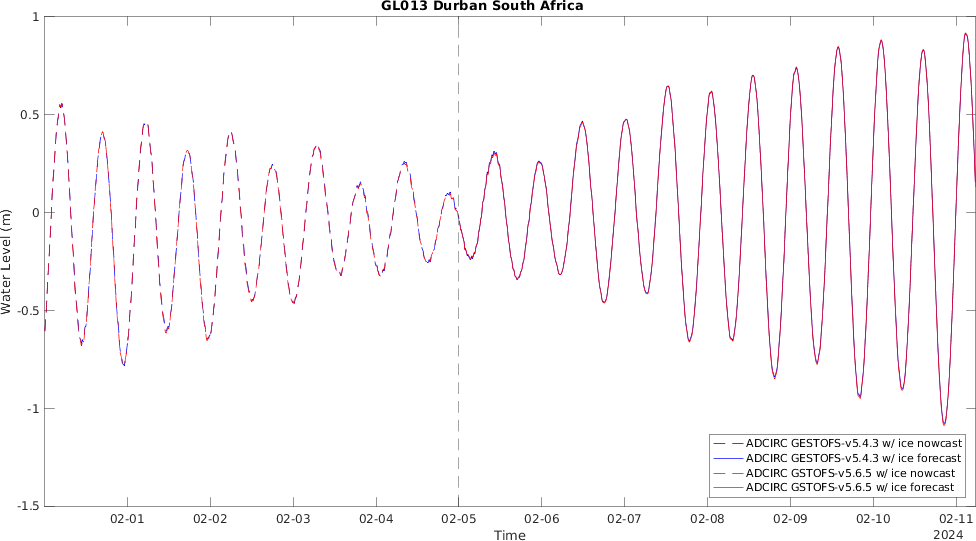 GL013 Durban South Africa
1
0.5
0
-0.5
-1
-1.5
Water Level (m)
ADCIRC GESTOFS-v5.4.3 w/ ice nowcast
ADCIRC GESTOFS-v5.4.3 w/ ice forecast
ADCIRC GSTOFS-v5.6.5 w/ ice nowcast
ADCIRC GSTOFS-v5.6.5 w/ ice forecast
02-01 02-02 02-03 02-04 02-05 02-06 02-07 02-08 02-09 02-10 02-11
Time
2024